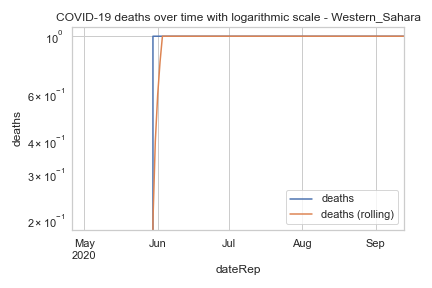 COVID-19 deaths over time with logarithmic scale - Western_Sahara
10⁰
6 × 10⁻¹
4 × 10⁻¹
3 × 10⁻¹
2 × 10⁻¹
deaths
deaths
deaths (rolling)
May
2020
Jun
Jul
Aug
Sep
dateRep